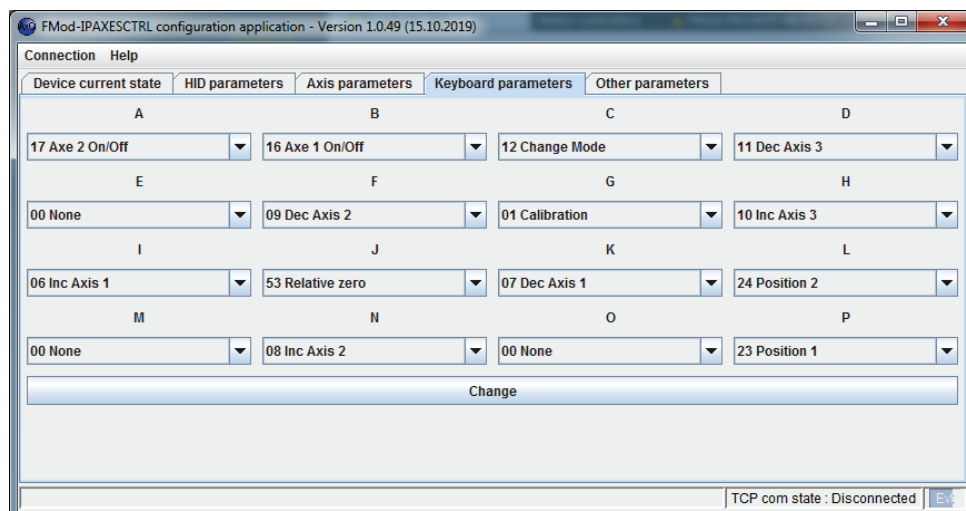 FMod-IPAXESCTRL configuration application - Version 1.0.49 (15.10.2019)
Connection Help
Device current state HID parameters Axis parameters Keyboard parameters Other parameters
A B C D
17 Axe 2 On/Off 16 Axe 1 On/Off 12 Change Mode 11 Dec Axis 3
E F G H
00 None 09 Dec Axis 2 01 Calibration 10 Inc Axis 3
I J K L
06 Inc Axis 1 53 Relative zero 07 Dec Axis 1 24 Position 2
M N O P
00 None 08 Inc Axis 2 00 None 23 Position 1
Change
TCP com state : Disconnected